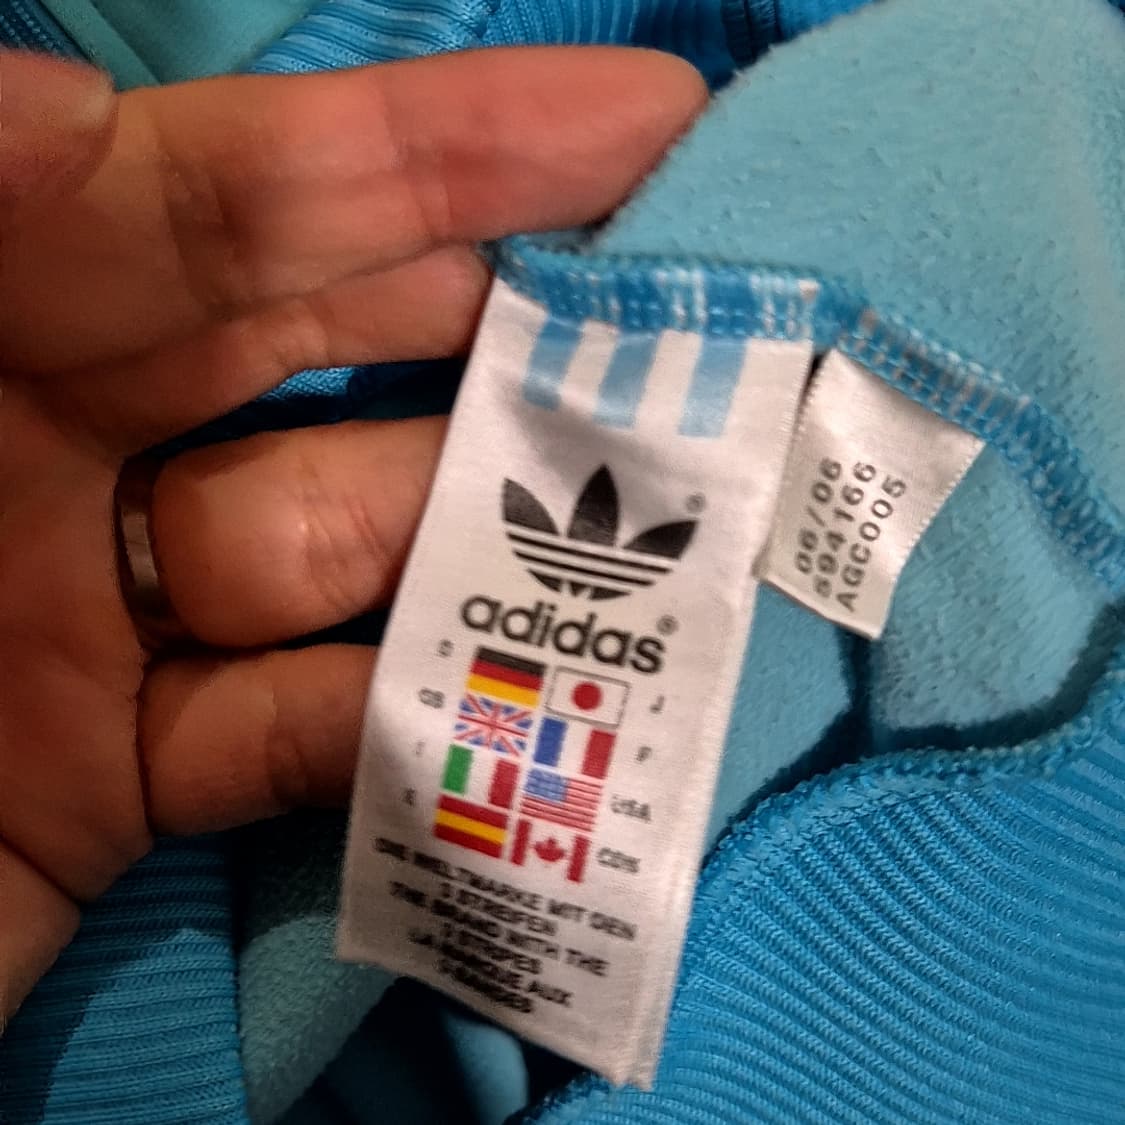 adidas
D
J
GB
F
I
USA
E
CDN
DIE WELTMARKE MIT DEN
3 STREIFEN
THE BRAND WITH THE
3 STRIPES
LA MARQUE AUX
3 BANDES
06/06
694166
AGC005